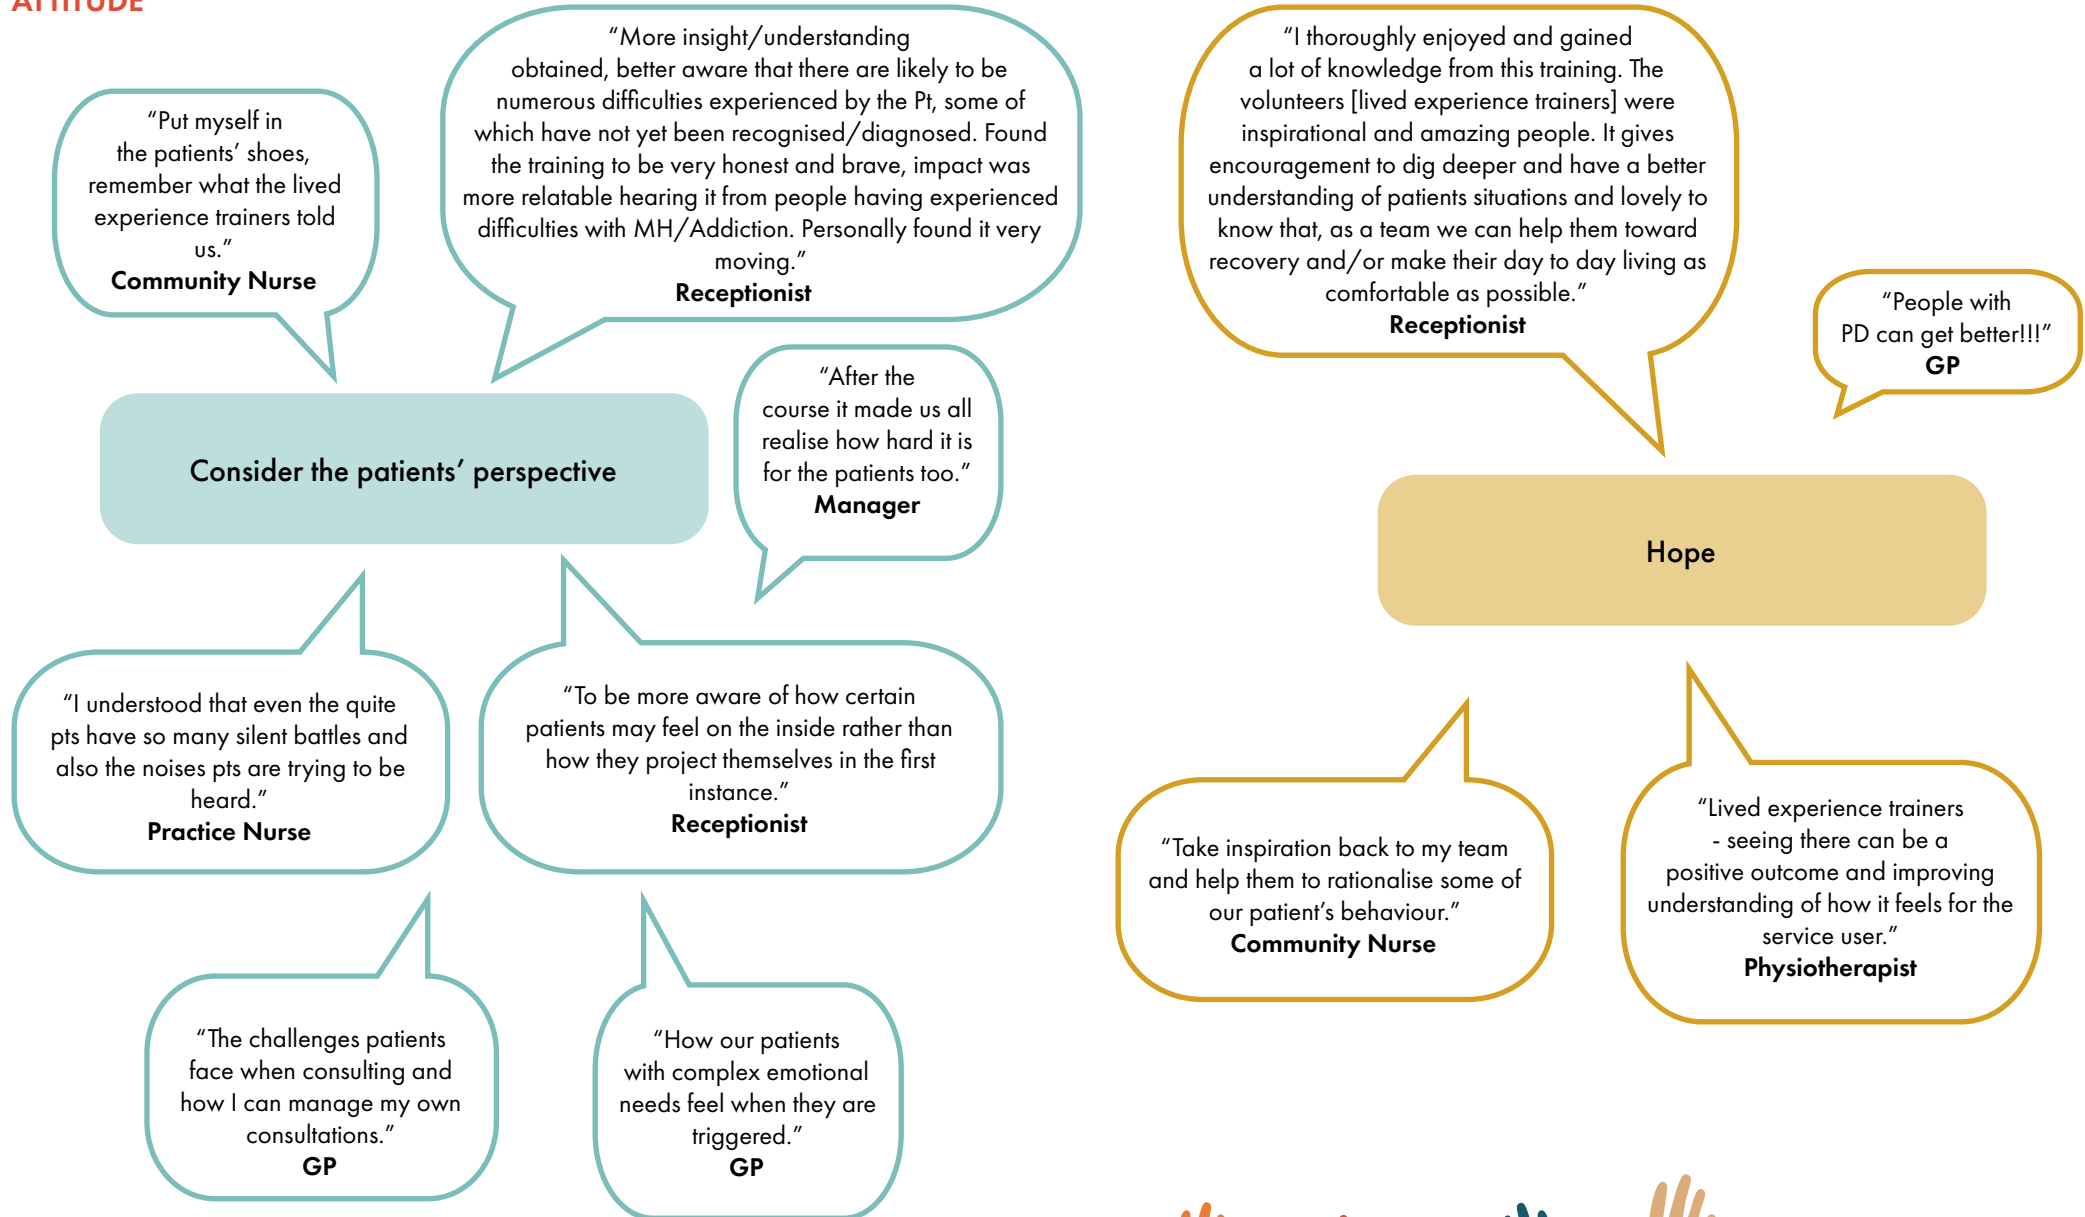 ATTITUDE
“Put myself in
the patients’ shoes,
remember what the lived
experience trainers told
us.”
Community Nurse
“More insight/understanding
obtained, better aware that there are likely to be
numerous difficulties experienced by the Pt, some of
which have not yet been recognised/diagnosed. Found
the training to be very honest and brave, impact was
more relatable hearing it from people having experienced
difficulties with MH/Addiction. Personally found it very
moving.”
Receptionist
“After the
course it made us all
realise how hard it is
for the patients too.”
Manager
Consider the patients’ perspective
“I understood that even the quite
pts have so many silent battles and
also the noises pts are trying to be
heard.”
Practice Nurse
“To be more aware of how certain
patients may feel on the inside rather than
how they project themselves in the first
instance.”
Receptionist
“The challenges patients
face when consulting and
how I can manage my own
consultations.”
GP
“How our patients
with complex emotional
needs feel when they are
triggered.”
GP
“I thoroughly enjoyed and gained
a lot of knowledge from this training. The
volunteers [lived experience trainers] were
inspirational and amazing people. It gives
encouragement to dig deeper and have a better
understanding of patients situations and lovely to
know that, as a team we can help them toward
recovery and/or make their day to day living as
comfortable as possible.”
Receptionist
“People with
PD can get better!!!”
GP
Hope
“Take inspiration back to my team
and help them to rationalise some of
our patient’s behaviour.”
Community Nurse
“Lived experience trainers
- seeing there can be a
positive outcome and improving
understanding of how it feels for the
service user.”
Physiotherapist